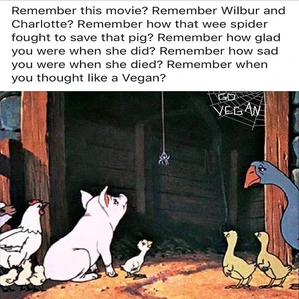 Remember this movie? Remember Wilbur and
Charlotte? Remember how that wee spider
fought to save that pig? Remember how glad
you were when she did? Remember how sad
you were when she died? Remember when
you thought like a Vegan?
GO
VEGAN